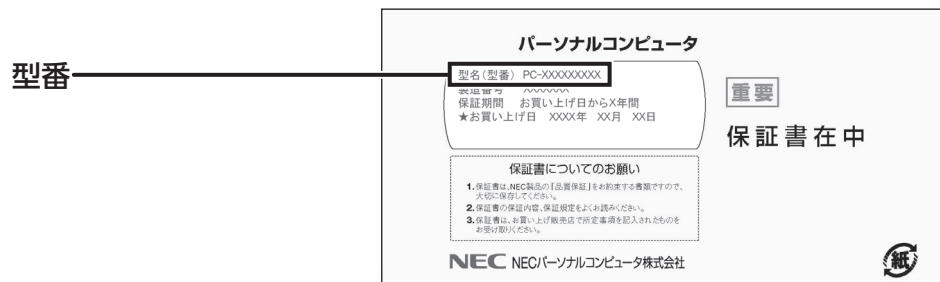 型番
パーソナルコンピュータ
型名(型番) PC-XXXXXXXXX
製造番号 XXXXXXX
保証期間 お買い上げ日からX年間
★お買い上げ日 XXXX年 XX月 XX日
重要
保証書在中
保証書についてのお願い
1.保証書は、NEC製品の『品質保証』をお約束する書類ですので、
大切に保存してください。
2.保証書の保証内容、保証規定をよくお読みください。
3.保証書は、お買い上げ販売店で所定事項を記入されたものを
お受け取りください。
NEC NECパーソナルコンピュータ株式会社
紙